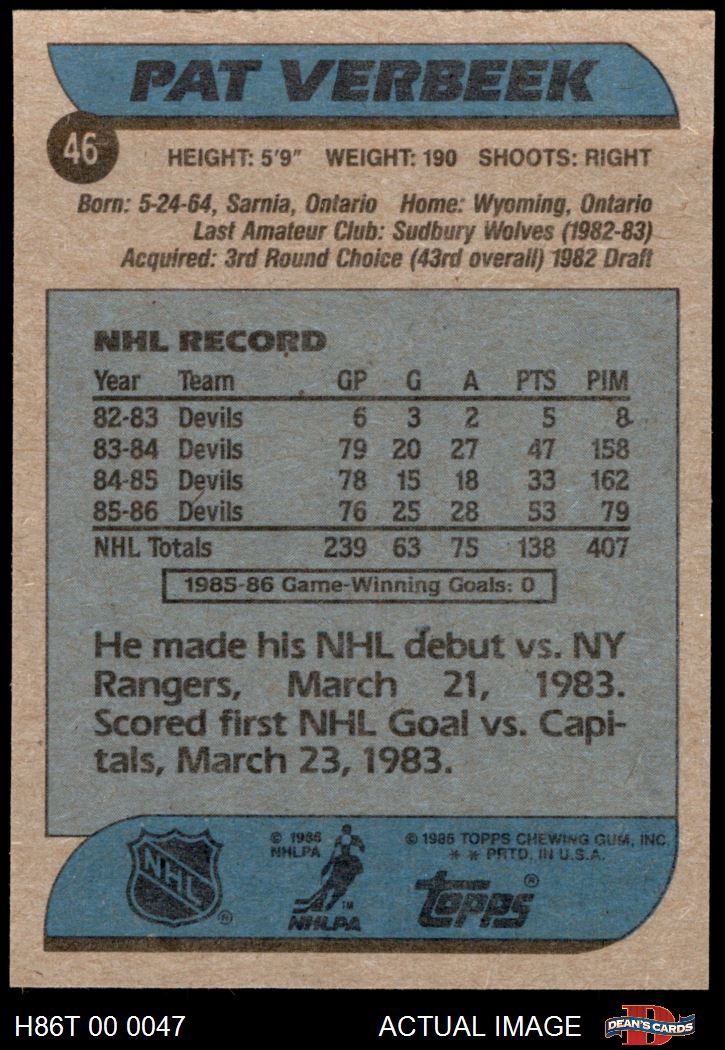 PAT VERBEEK
46
HEIGHT: 5'9" WEIGHT: 190 SHOOTS: RIGHT
Born: 5-24-64, Sarnia, Ontario Home: Wyoming, Ontario
Last Amateur Club: Sudbury Wolves (1982-83)
Acquired: 3rd Round Choice (43rd overall) 1982 Draft
NHL RECORD
Year Team GP G A PTS PIM
82-83 Devils 6 3 2 5 8
83-84 Devils 79 20 27 47 158
84-85 Devils 78 15 18 33 162
85-86 Devils 76 25 28 53 79
NHL Totals 239 63 75 138 407
1985-86 Game-Winning Goals: 0
He made his NHL debut vs. NY
Rangers, March 21, 1983.
Scored first NHL Goal vs. Capi-
tals, March 23, 1983.
© 1986 © 1986 TOPPS CHEWING GUM, INC.
NHLPA * * PRTD. IN U.S.A.
NHL ®
TM
NHLPA
topps ®
H86T 00 0047 ACTUAL IMAGE
D
DEAN'S CARDS